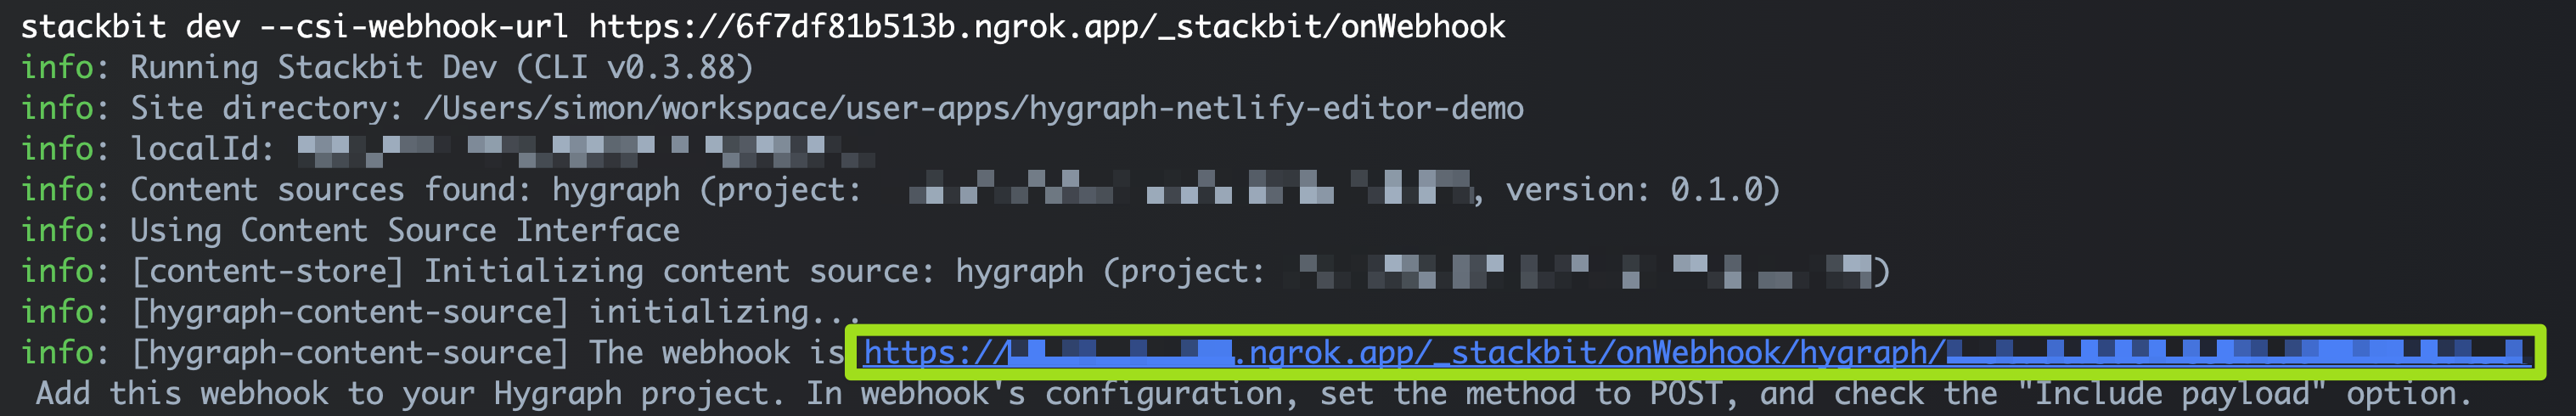 stackbit dev --csi-webhook-url https://6f7df81b513b.ngrok.app/_stackbit/onWebhook
info: Running Stackbit Dev (CLI v0.3.88)
info: Site directory: /Users/simon/workspace/user-apps/hygraph-netlify-editor-demo
info: localId:
info: Content sources found: hygraph (project: , version: 0.1.0)
info: Using Content Source Interface
info: [content-store] Initializing content source: hygraph (project: )
info: [hygraph-content-source] initializing...
info: [hygraph-content-source] The webhook is https://.ngrok.app/_stackbit/onWebhook/hygraph/
Add this webhook to your Hygraph project. In webhook's configuration, set the method to POST, and check the "Include payload" option.